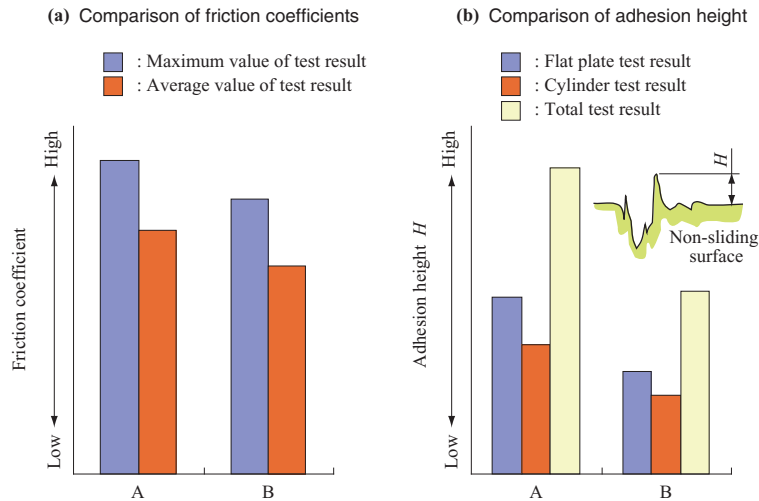 (a) Comparison of friction coefficients
: Maximum value of test result
: Average value of test result
High
Friction coefficient
Low
A
B
(b) Comparison of adhesion height
: Flat plate test result
: Cylinder test result
: Total test result
High
Adhesion height H
Low
H
Non-sliding
surface
A
B